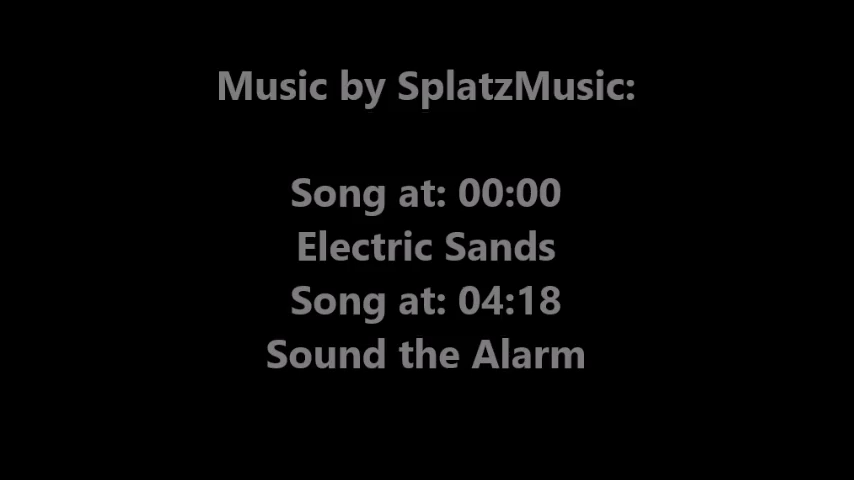 Music by SplatzMusic:
Song at: 00:00
Electric Sands
Song at: 04:18
Sound the Alarm